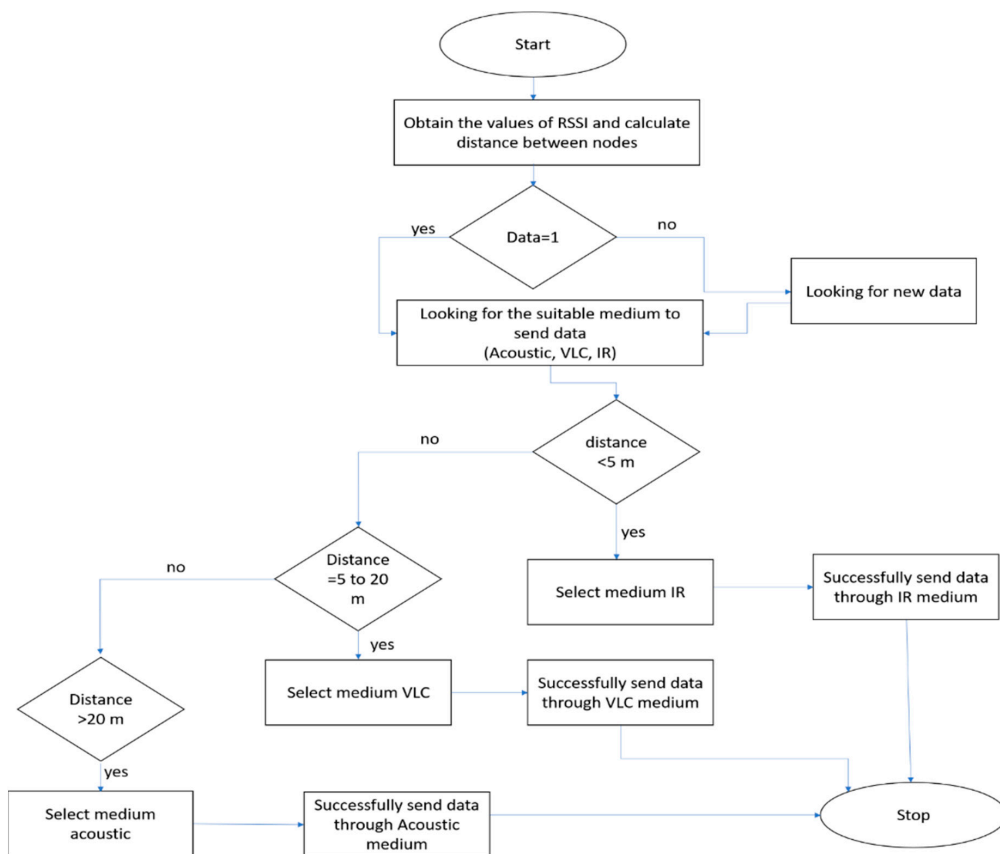 Start
Obtain the values of RSSI and calculate
distance between nodes
yes
Data=1
no
Looking for new data
Looking for the suitable medium to
send data
(Acoustic, VLC, IR)
no
distance
<5 m
yes
no
Distance
=5 to 20
m
Select medium IR
Successfully send data
through IR medium
yes
Distance
>20 m
Select medium VLC
Successfully send data
through VLC medium
yes
Select medium
acoustic
Successfully send data
through Acoustic
medium
Stop